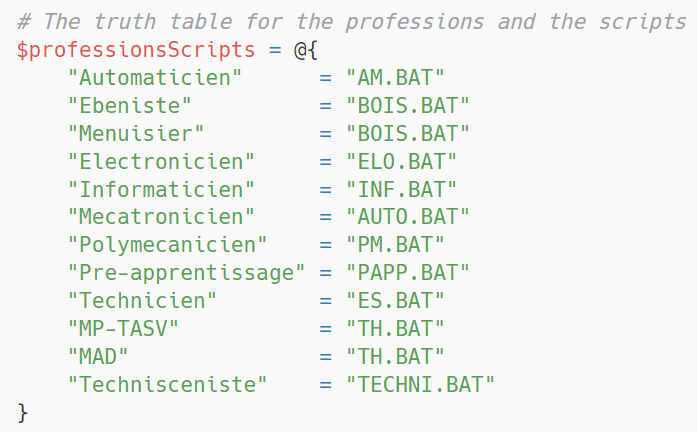 # The truth table for the professions and the scripts
$professionsScripts = @{
    "Automaticien"      = "AM.BAT"
    "Ebeniste"          = "BOIS.BAT"
    "Menuisier"         = "BOIS.BAT"
    "Electronicien"     = "ELO.BAT"
    "Informaticien"     = "INF.BAT"
    "Mecatronicien"     = "AUTO.BAT"
    "Polymecanicien"    = "PM.BAT"
    "Pre-apprentissage" = "PAPP.BAT"
    "Technicien"        = "ES.BAT"
    "MP-TASV"           = "TH.BAT"
    "MAD"               = "TH.BAT"
    "Technisceniste"    = "TECHNI.BAT"
}